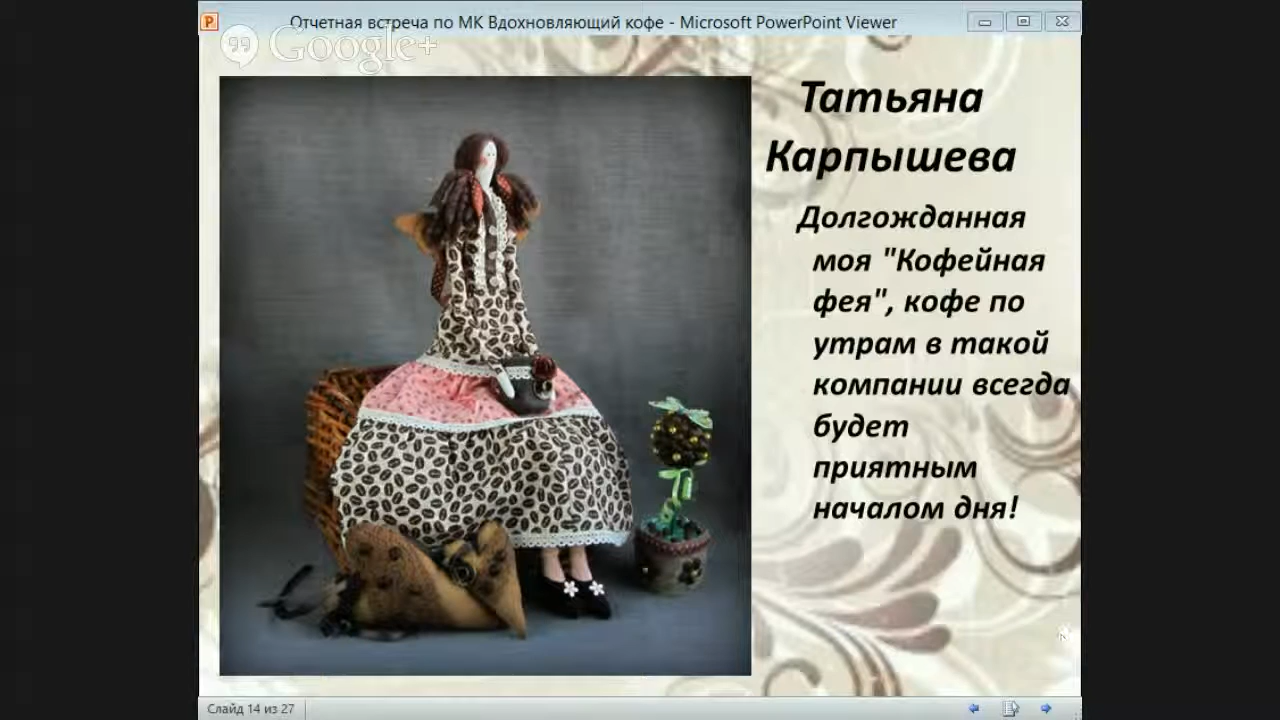 Отчетная встреча по МК Вдохновляющий кофе - Microsoft PowerPoint Viewer
Google+
Татьяна
Карпышева
Долгожданная
моя "Кофейная
фея", кофе по
утрам в такой
компании всегда
будет
приятным
началом дня!
Слайд 14 из 27